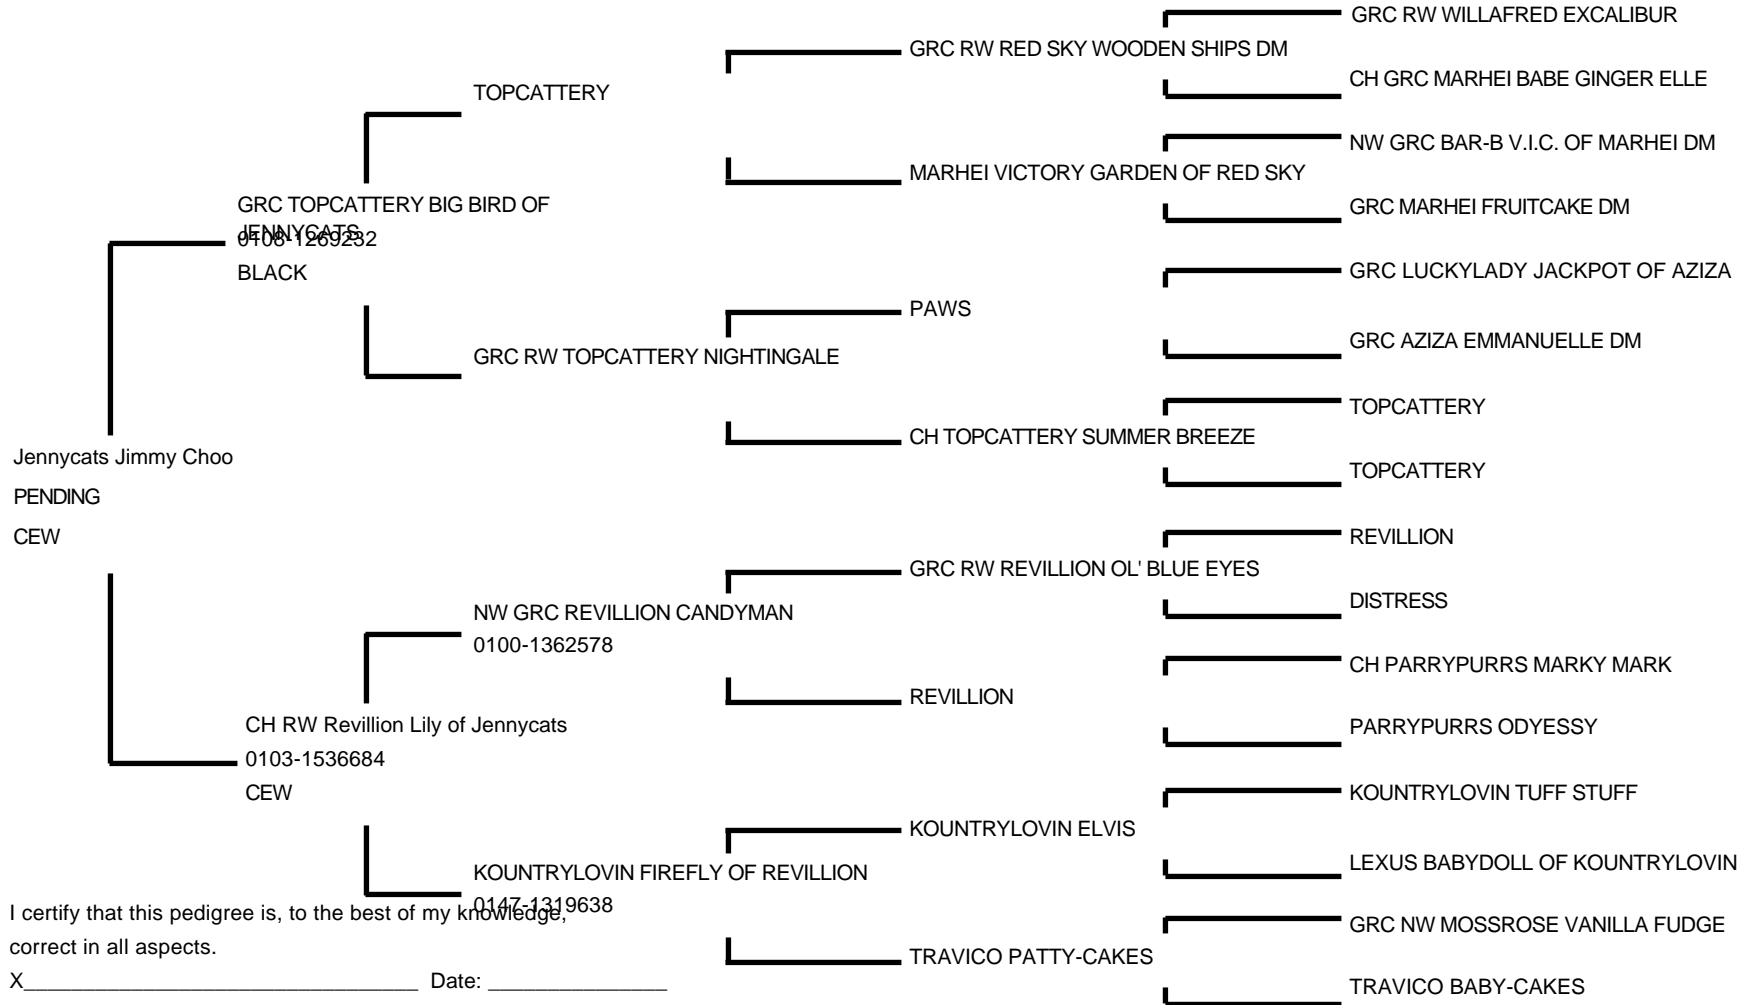 GRC RW WILLAFRED EXCALIBUR
GRC RW RED SKY WOODEN SHIPS DM
CH GRC MARHEI BABE GINGER ELLE
TOPCATTERY
NW GRC BAR-B V.I.C. OF MARHEI DM
MARHEI VICTORY GARDEN OF RED SKY
GRC MARHEI FRUITCAKE DM
GRC TOPCATTERY BIG BIRD OF
JENNYCATS
0108-1269232
BLACK
GRC LUCKYLADY JACKPOT OF AZIZA
PAWS
GRC AZIZA EMMANUELLE DM
GRC RW TOPCATTERY NIGHTINGALE
TOPCATTERY
CH TOPCATTERY SUMMER BREEZE
TOPCATTERY
Jennycats Jimmy Choo
PENDING
CEW
REVILLION
GRC RW REVILLION OL' BLUE EYES
DISTRESS
NW GRC REVILLION CANDYMAN
0100-1362578
CH PARRYPURRS MARKY MARK
REVILLION
PARRYPURRS ODYESSY
CH RW Revillion Lily of Jennycats
0103-1536684
CEW
KOUNTRYLOVIN TUFF STUFF
KOUNTRYLOVIN ELVIS
LEXUS BABYDOLL OF KOUNTRYLOVIN
KOUNTRYLOVIN FIREFLY OF REVILLION
0147-1319638
GRC NW MOSSROSE VANILLA FUDGE
TRAVICO PATTY-CAKES
TRAVICO BABY-CAKES
I certify that this pedigree is, to the best of my knowledge,
correct in all aspects.
X_________________________________ Date: _______________